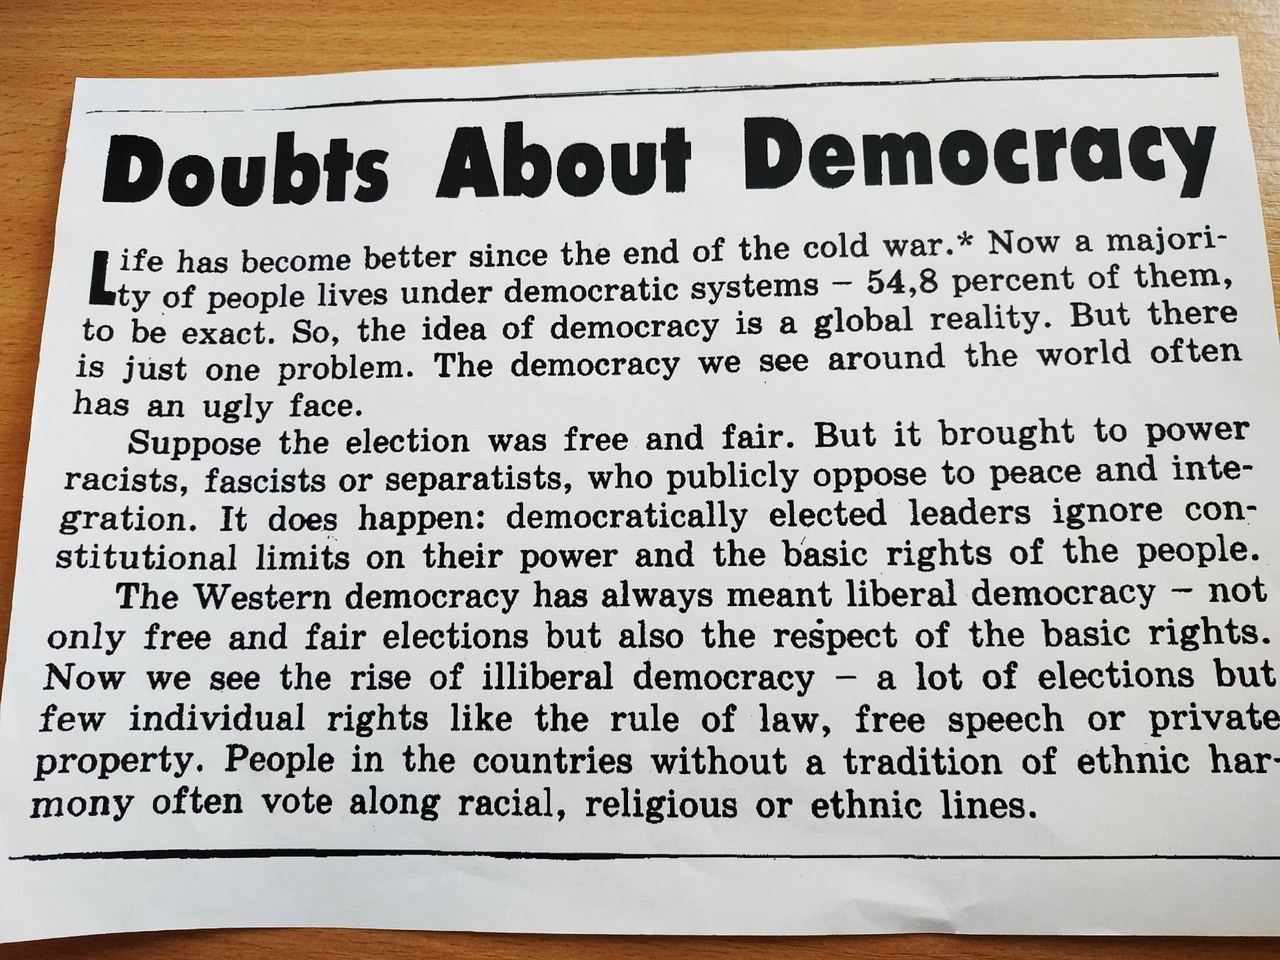 Doubts About Democracy
Life has become better since the end of the cold war.* Now a majori-
ty of people lives under democratic systems – 54,8 percent of them,
to be exact. So, the idea of democracy is a global reality. But there
is just one problem. The democracy we see around the world often
has an ugly face.
Suppose the election was free and fair. But it brought to power
racists, fascists or separatists, who publicly oppose to peace and inte-
gration. It does happen: democratically elected leaders ignore con-
stitutional limits on their power and the basic rights of the people.
The Western democracy has always meant liberal democracy – not
only free and fair elections but also the respect of the basic rights.
Now we see the rise of illiberal democracy – a lot of elections but
few individual rights like the rule of law, free speech or private
property. People in the countries without a tradition of ethnic har-
mony often vote along racial, religious or ethnic lines.